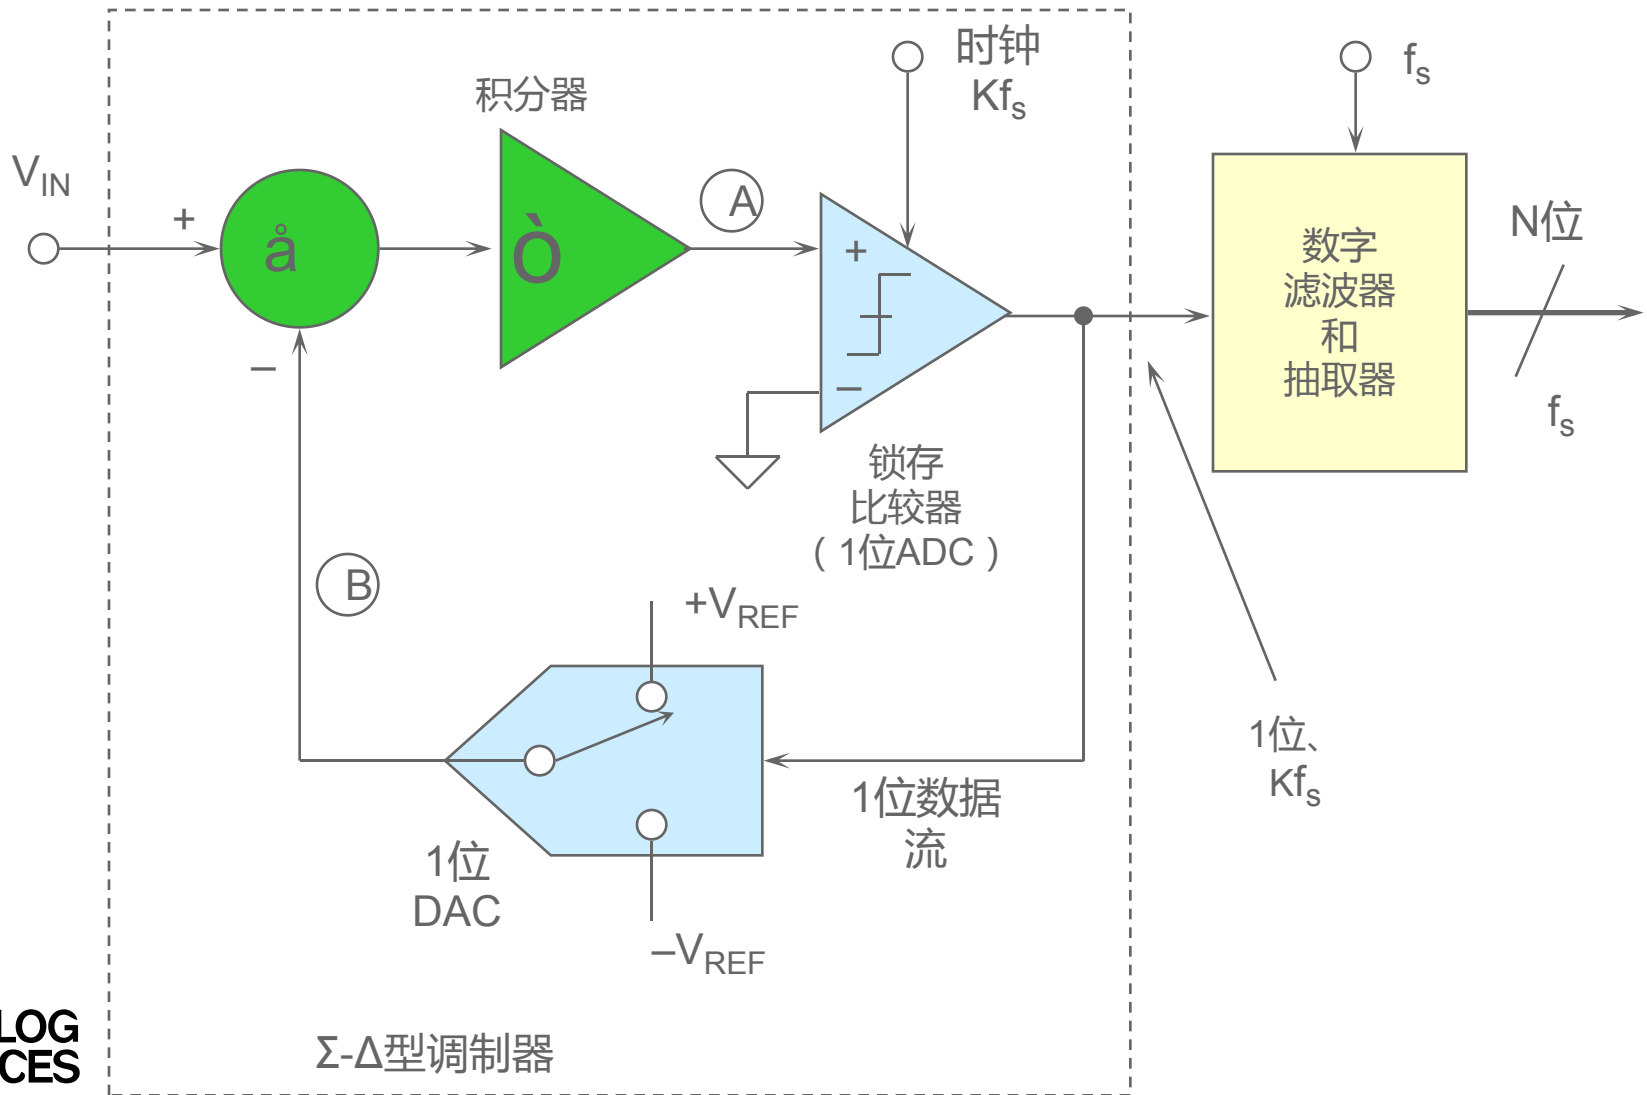 时钟
Kfs
fs
积分器
VIN
+
å
Ò
A
+
数字
滤波器
和
抽取器
N位
–
–
fs
锁存
比较器
（1位ADC）
B
+VREF
1位、
Kfs
1位数据
流
1位
DAC
–VREF
LOG
CES
Σ-Δ型调制器